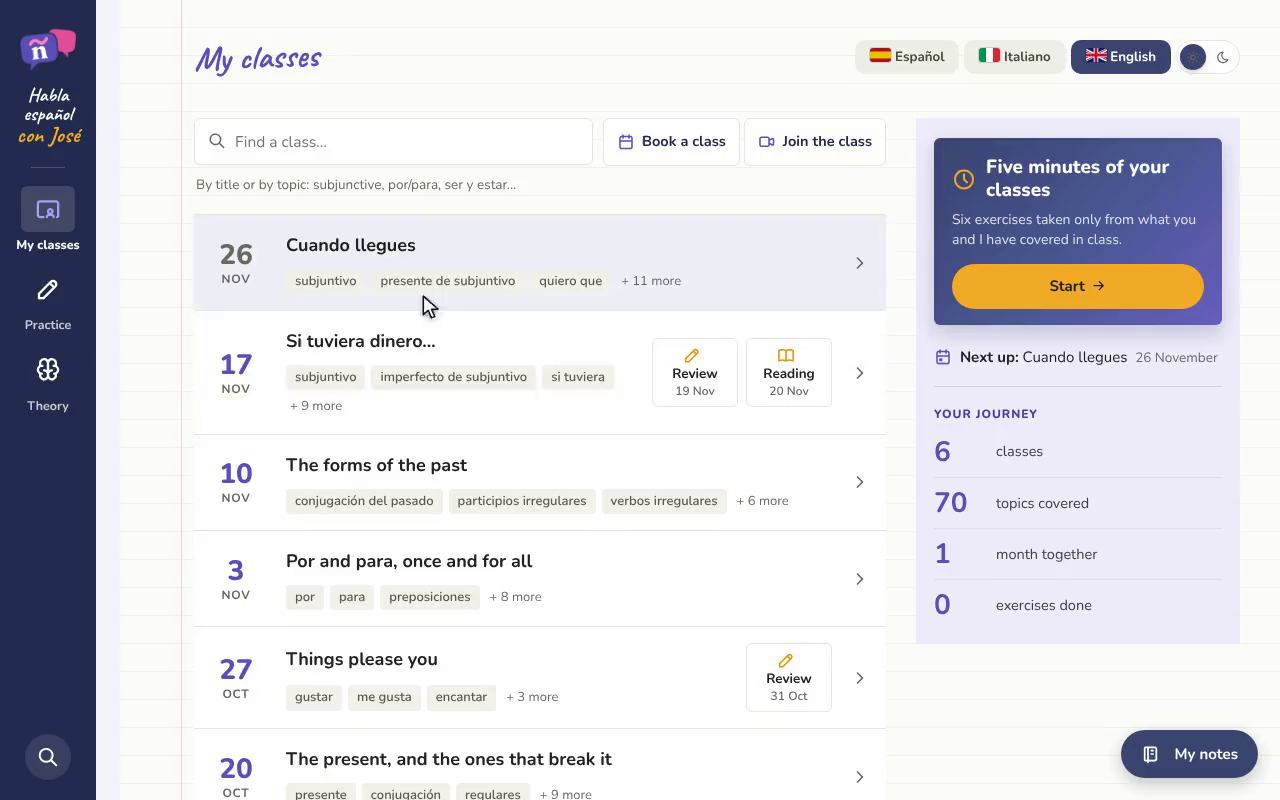 ñ
Habla
español
con José
My classes
Practice
Theory
My classes
Español
Italiano
English
Find a class...
Book a class
Join the class
By title or by topic: subjunctive, por/para, ser y estar...
26
NOV
Cuando llegues
subjuntivo presente de subjuntivo quiero que + 11 more
17
NOV
Si tuviera dinero...
subjuntivo imperfecto de subjuntivo si tuviera
+ 9 more
Review
19 Nov
Reading
20 Nov
10
NOV
The forms of the past
conjugación del pasado participios irregulares verbos irregulares + 6 more
3
NOV
Por and para, once and for all
por para preposiciones + 8 more
27
OCT
Things please you
gustar me gusta encantar + 3 more
Review
31 Oct
20
OCT
The present, and the ones that break it
presente conjugación regulares + 9 more
Five minutes of your
classes
Six exercises taken only from what you
and I have covered in class.
Start →
Next up: Cuando llegues 26 November
YOUR JOURNEY
6 classes
70 topics covered
1 month together
0 exercises done
My notes